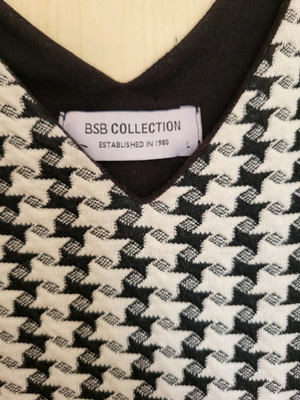 BSB COLLECTION
ESTABLISHED IN 1980
L